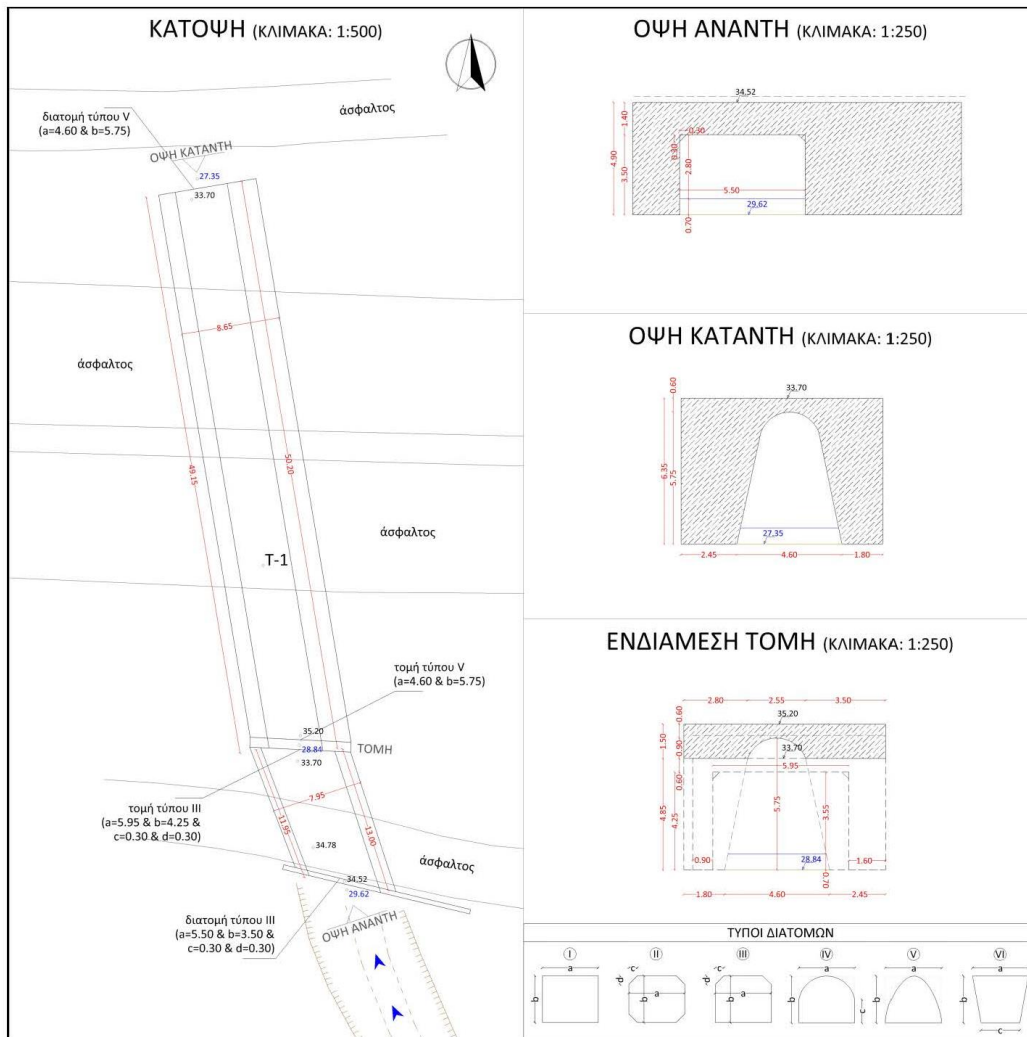 ΚΑΤΟΨΗ (ΚΛΙΜΑΚΑ: 1:500)
άσφαλτος
διατομή τύπου V
(a=4.60 & b=5.75)
ΟΨΗ ΚΑΤΑΝΤΗ
27.35
33.70
8.65
άσφαλτος
49.15
50.20
άσφαλτος
T-1
τομή τύπου V
(a=4.60 & b=5.75)
35.20
28.84
ΤΟΜΗ
33.70
τομή τύπου III
(a=5.95 & b=4.25 &
c=0.30 & d=0.30)
7.95
11.95
13.00
34.78
άσφαλτος
34.52
29.62
διατομή τύπου III
(a=5.50 & b=3.50 &
c=0.30 & d=0.30)
ΟΨΗ ΑΝΑΝΤΗ
ΟΨΗ ΑΝΑΝΤΗ (ΚΛΙΜΑΚΑ: 1:250)
34.52
1.40
4.90
3.50
0.30
0.30
2.80
5.50
29.62
0.70
ΟΨΗ ΚΑΤΑΝΤΗ (ΚΛΙΜΑΚΑ: 1:250)
0.60
33.70
6.35
5.75
27.35
2.45 4.60 1.80
ΕΝΔΙΑΜΕΣΗ ΤΟΜΗ (ΚΛΙΜΑΚΑ: 1:250)
2.80 2.55 3.50
0.60
35.20
1.50
0.90
33.70
5.95
0.60
4.85
4.25
5.75
3.55
28.84
0.90
0.70
1.60
1.80 4.60 2.45
ΤΥΠΟΙ ΔΙΑΤΟΜΩΝ
I II III IV V VI
a b
c d b a
c d b a
a b c
a b
a b c